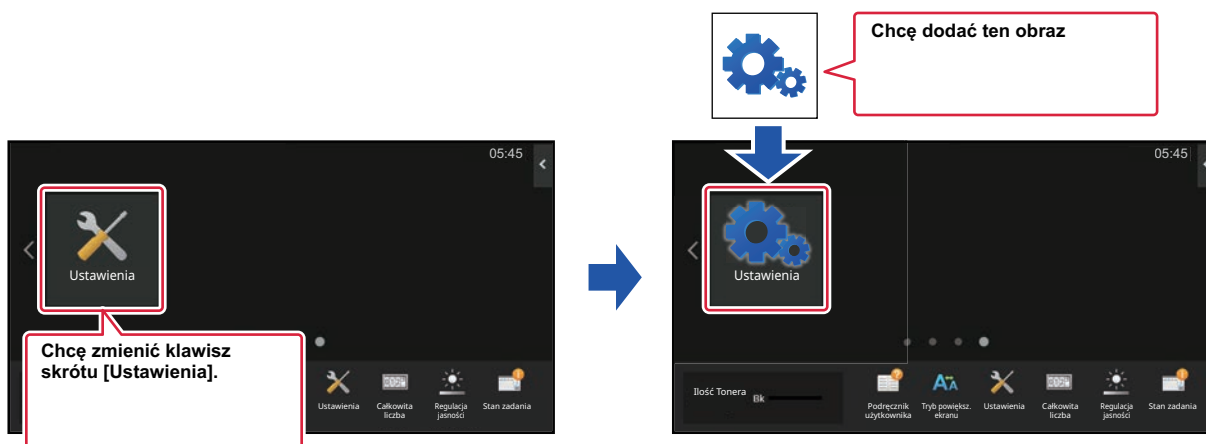 Chcę dodać ten obraz
05:45
Ustawienia
Chcę zmienić klawisz
skrótu [Ustawienia].
Ustawienia
Całkowita
liczba
Regulacja
jasności
Stan zadania
05:45
Ustawienia
Ilość Tonera
Bk
Podręcznik
użytkownika
Tryb powiększ.
ekranu
Ustawienia
Całkowita
liczba
Regulacja
jasności
Stan zadania